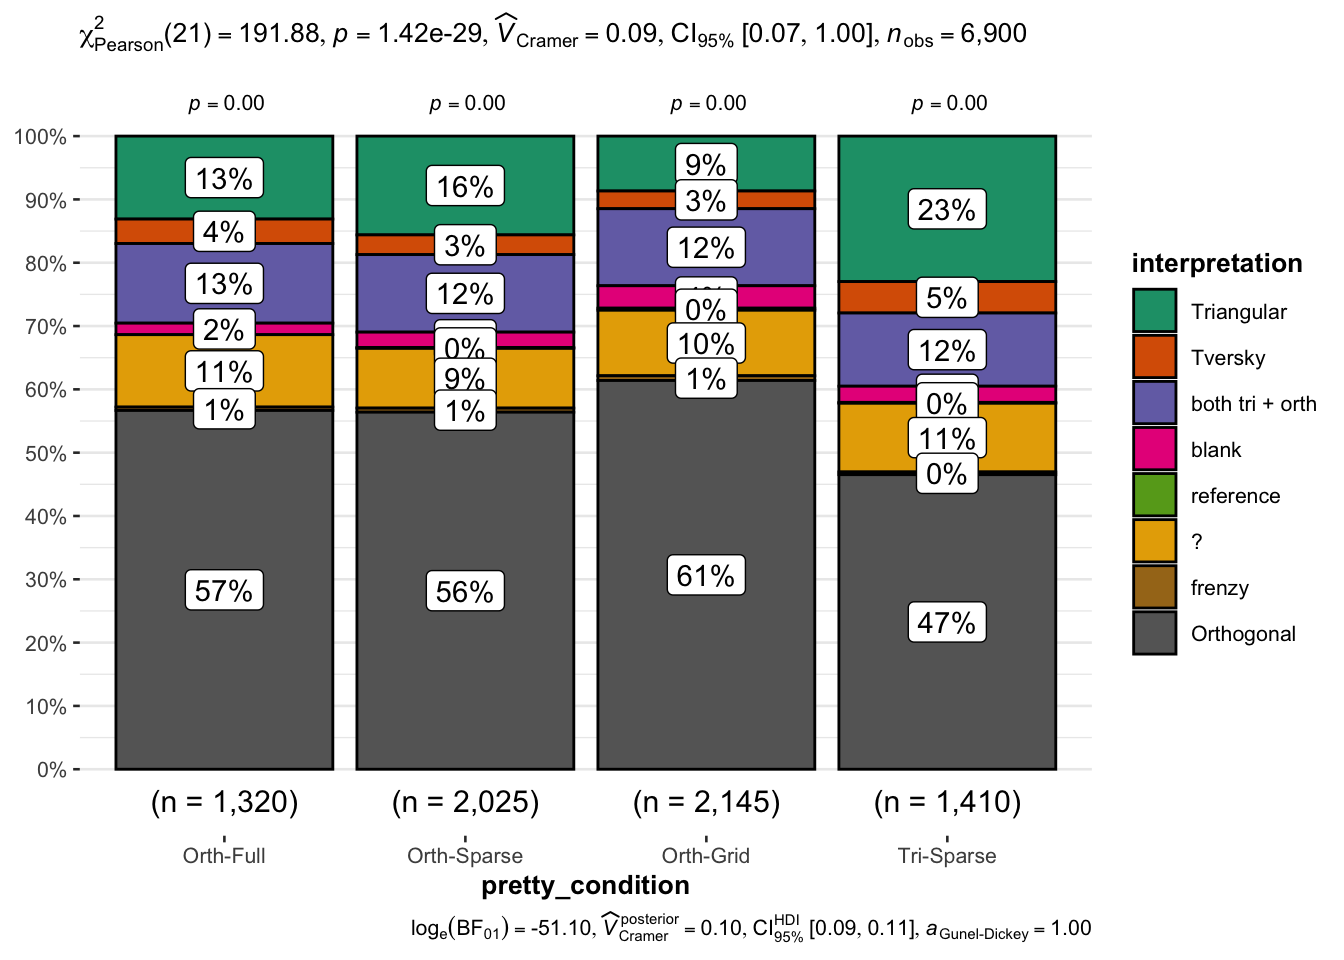 χ²Pearson(21) = 191.88, p = 1.42e-29, V̂Cramer = 0.09, CI95% [0.07, 1.00], nobs = 6,900
p = 0.00 p = 0.00 p = 0.00 p = 0.00
100%
90%
80%
70%
60%
50%
40%
30%
20%
10%
0%
13%
4%
13%
2%
11%
1%
57%
16%
3%
12%
0%
9%
1%
56%
9%
3%
12%
0%
10%
1%
61%
23%
5%
12%
0%
11%
0%
47%
(n = 1,320) (n = 2,025) (n = 2,145) (n = 1,410)
Orth-Full Orth-Sparse Orth-Grid Tri-Sparse
pretty_condition
loge(BF01) = -51.10, V̂Cramer posterior = 0.10, CI95% HDI [0.09, 0.11], aGunel-Dickey = 1.00
interpretation
Triangular
Tversky
both tri + orth
blank
reference
?
frenzy
Orthogonal